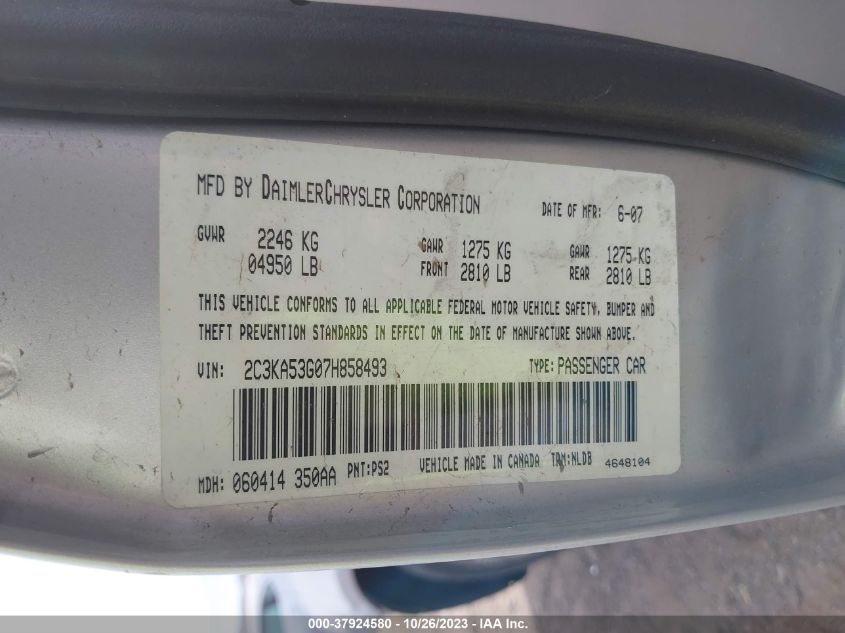 MFD BY DAIMLERCHRYSLER CORPORATION DATE OF MFR: 6-07
GVWR 2246 KG GAWR 1275 KG GAWR 1275 KG
04950 LB FRONT 2810 LB REAR 2810 LB
THIS VEHICLE CONFORMS TO ALL APPLICABLE FEDERAL MOTOR VEHICLE SAFETY, BUMPER AND
THEFT PREVENTION STANDARDS IN EFFECT ON THE DATE OF MANUFACTURE SHOWN ABOVE.
VIN: 2C3KA53G07H858493 TYPE: PASSENGER CAR
MDH: 060414 350AA PNT:PS2 VEHICLE MADE IN CANADA TRM:NLDB 4648104
000-37924580 - 10/26/2023 - IAA Inc.